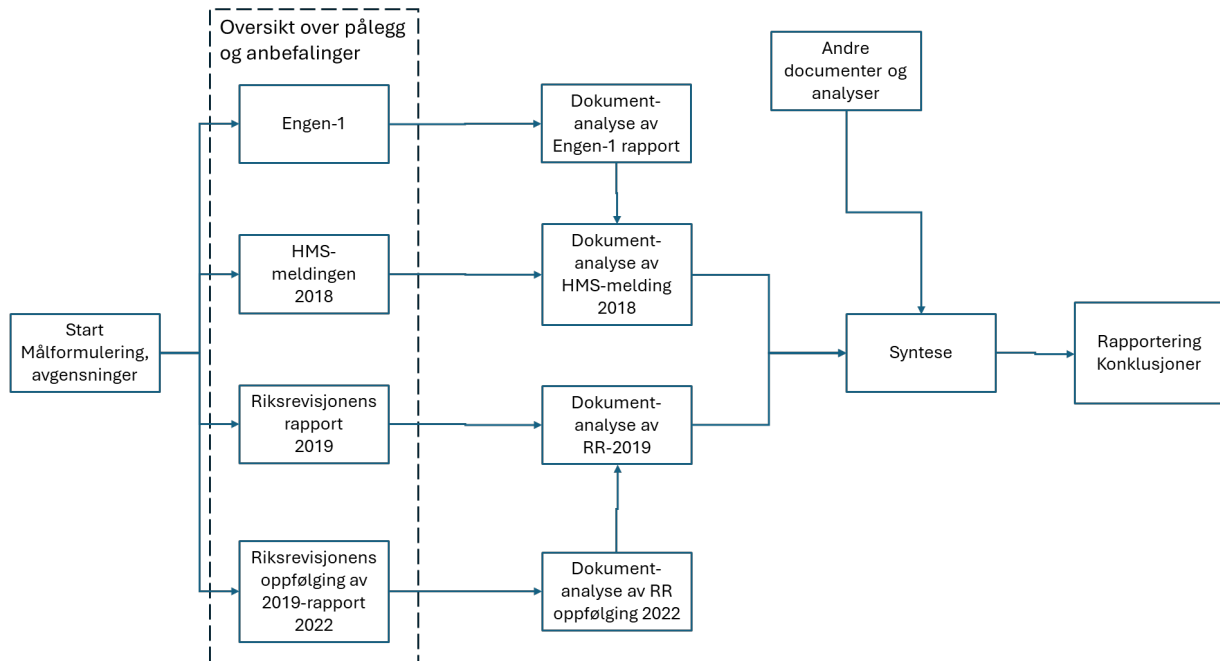 Oversikt over pålegg
og anbefalinger
Engen-1
HMS-
meldingen
2018
Start
Målformulering,
avgensninger
Riksrevisjonens
rapport
2019
Riksrevisjonens
oppfølging av
2019-rapport
2022
Dokument-
analyse av
Engen-1 rapport
Dokument-
analyse av
HMS-melding
2018
Dokument-
analyse av
RR-2019
Dokument-
analyse av RR
oppfølging 2022
Andre
documenter og
analyser
Syntese
Rapportering
Konklusjoner